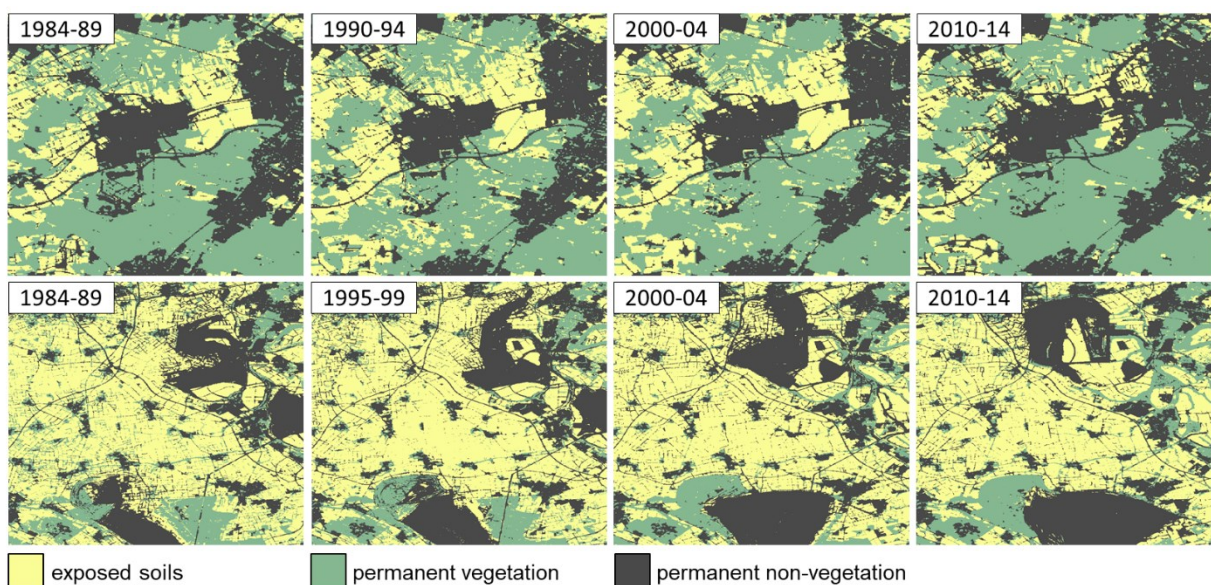 1984-89 1990-94 2000-04 2010-14
1984-89 1995-99 2000-04 2010-14
exposed soils permanent vegetation permanent non-vegetation